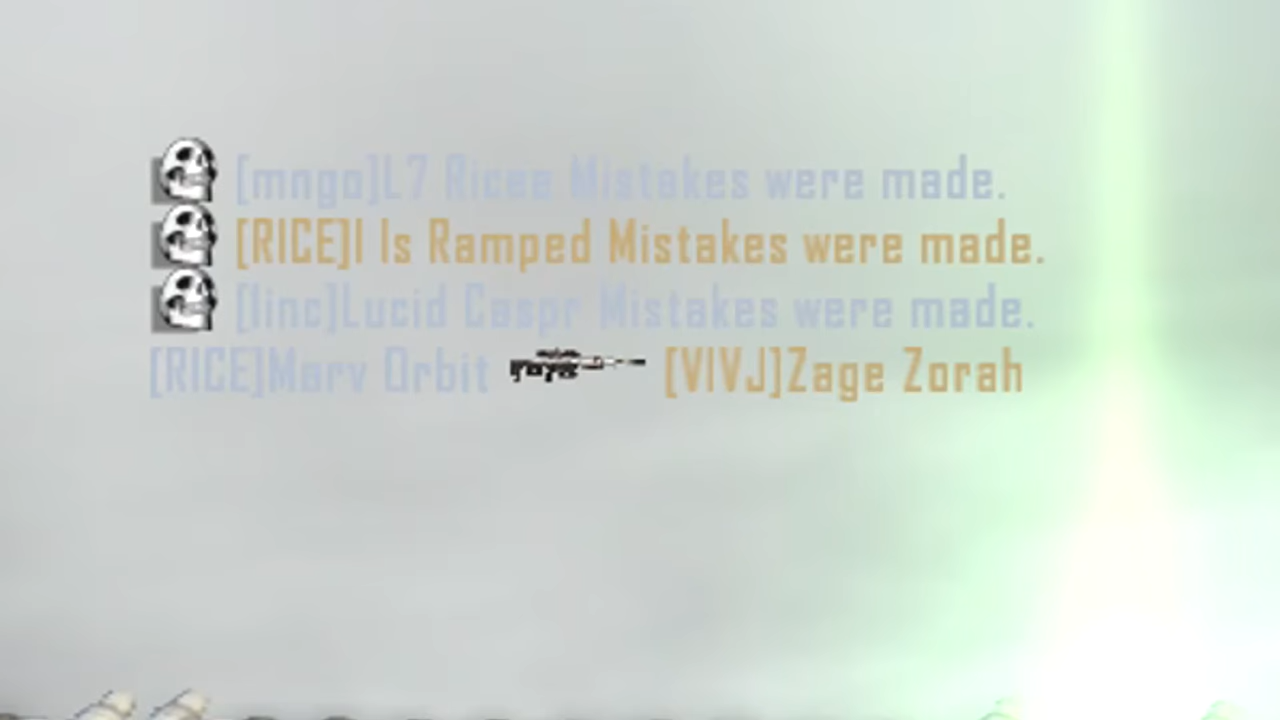 [mngo]L7 Ricee Mistakes were made.
[RICE]I Is Ramped Mistakes were made.
[linc]Lucid Caspr Mistakes were made.
[RICE]Marv Orbit [VIVJ]Zage Zorah